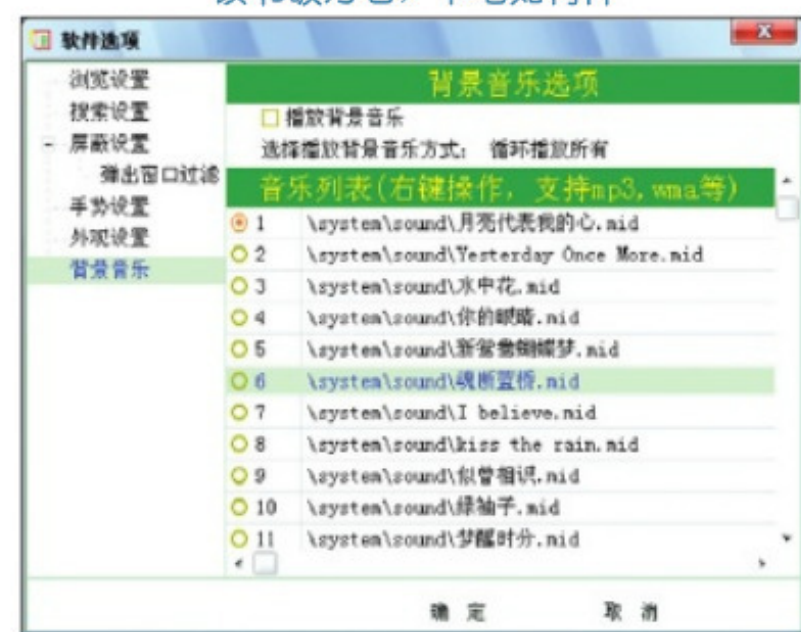 软件选项
浏览设置
搜索设置
屏蔽设置
弹出窗口过滤
手势设置
外观设置
背景音乐
背景音乐选项
播放背景音乐
选择播放背景音乐方式： 循环播放所有
音乐列表(右键操作，支持mp3,wma等)
1 \system\sound\月亮代表我的心.mid
2 \system\sound\Yesterday Once More.mid
3 \system\sound\水中花.mid
4 \system\sound\你的眼睛.mid
5 \system\sound\新鸳鸯蝴蝶梦.mid
6 \system\sound\魂断蓝桥.mid
7 \system\sound\I believe.mid
8 \system\sound\kiss the rain.mid
9 \system\sound\似曾相识.mid
10 \system\sound\绿袖子.mid
11 \system\sound\梦醒时分.mid
确 定 取 消